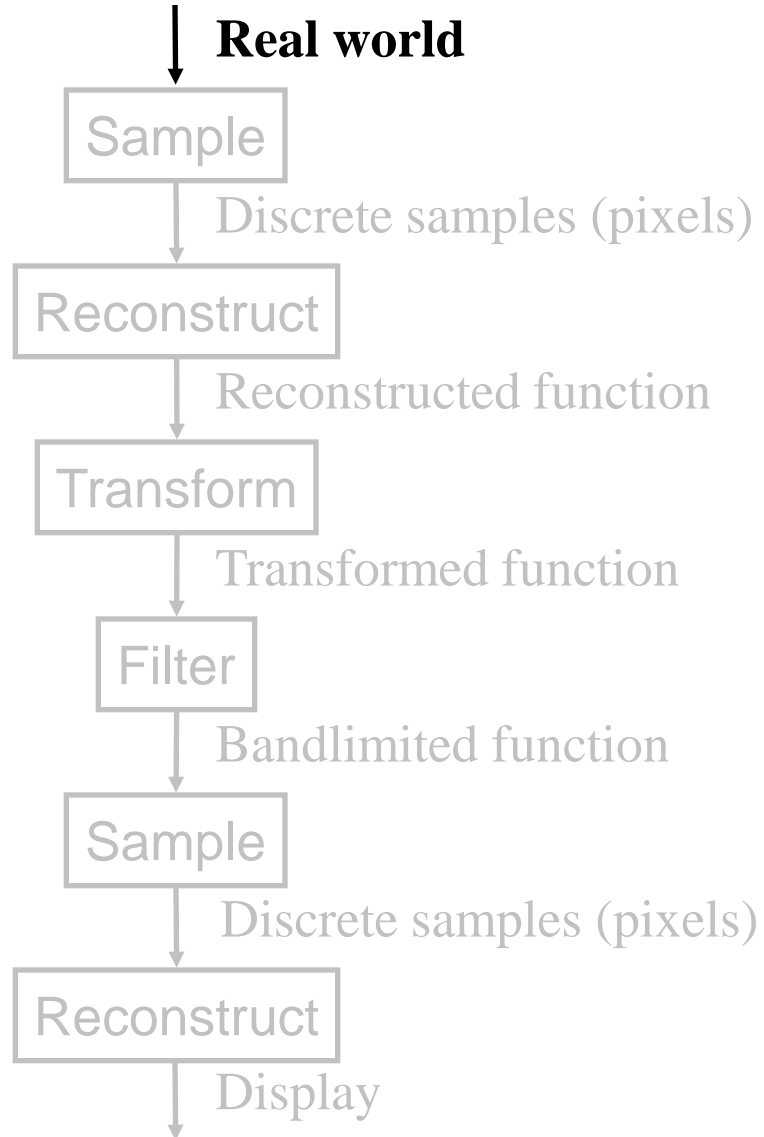 Real world
Sample
Discrete samples (pixels)
Reconstruct
Reconstructed function
Transform
Transformed function
Filter
Bandlimited function
Sample
Discrete samples (pixels)
Reconstruct
Display